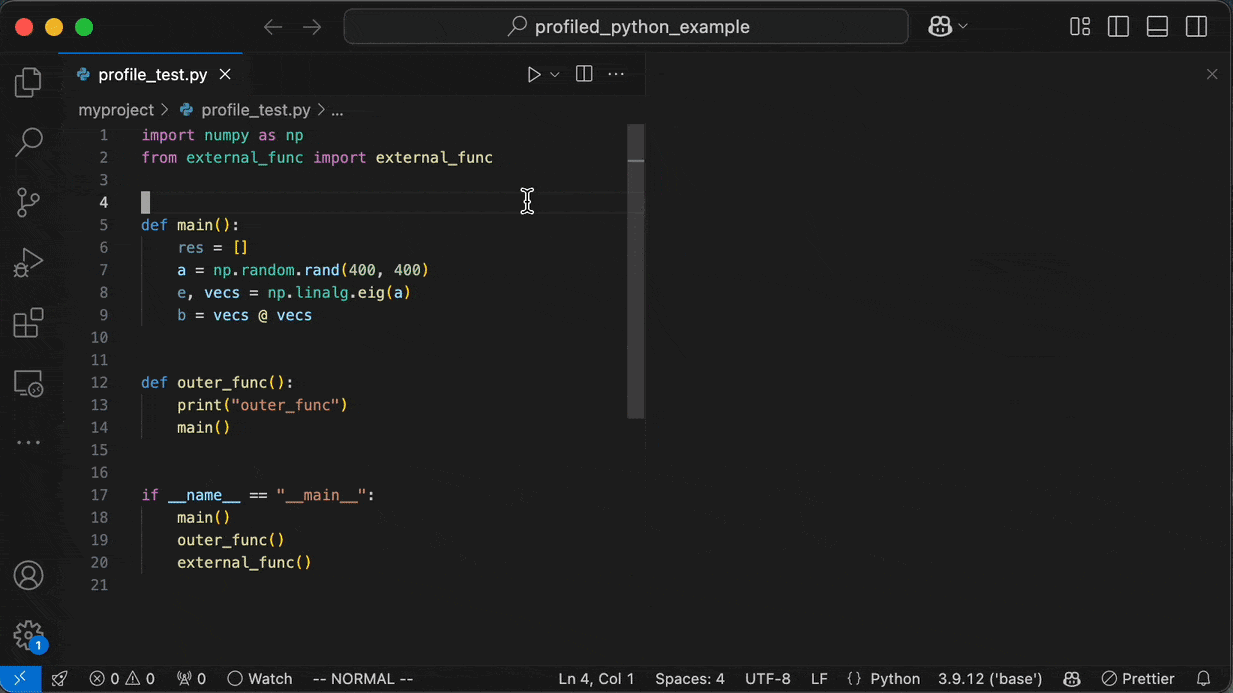 profiled_python_example
profile_test.py
myproject > profile_test.py > ...
1 import numpy as np
2 from external_func import external_func
3
4
5 def main():
6     res = []
7     a = np.random.rand(400, 400)
8     e, vecs = np.linalg.eig(a)
9     b = vecs @ vecs
10
11
12 def outer_func():
13     print("outer_func")
14     main()
15
16
17 if __name__ == "__main__":
18     main()
19     outer_func()
20     external_func()
21
1
0 0 0 Watch -- NORMAL -- Ln 4, Col 1 Spaces: 4 UTF-8 LF {} Python 3.9.12 ('base') Prettier